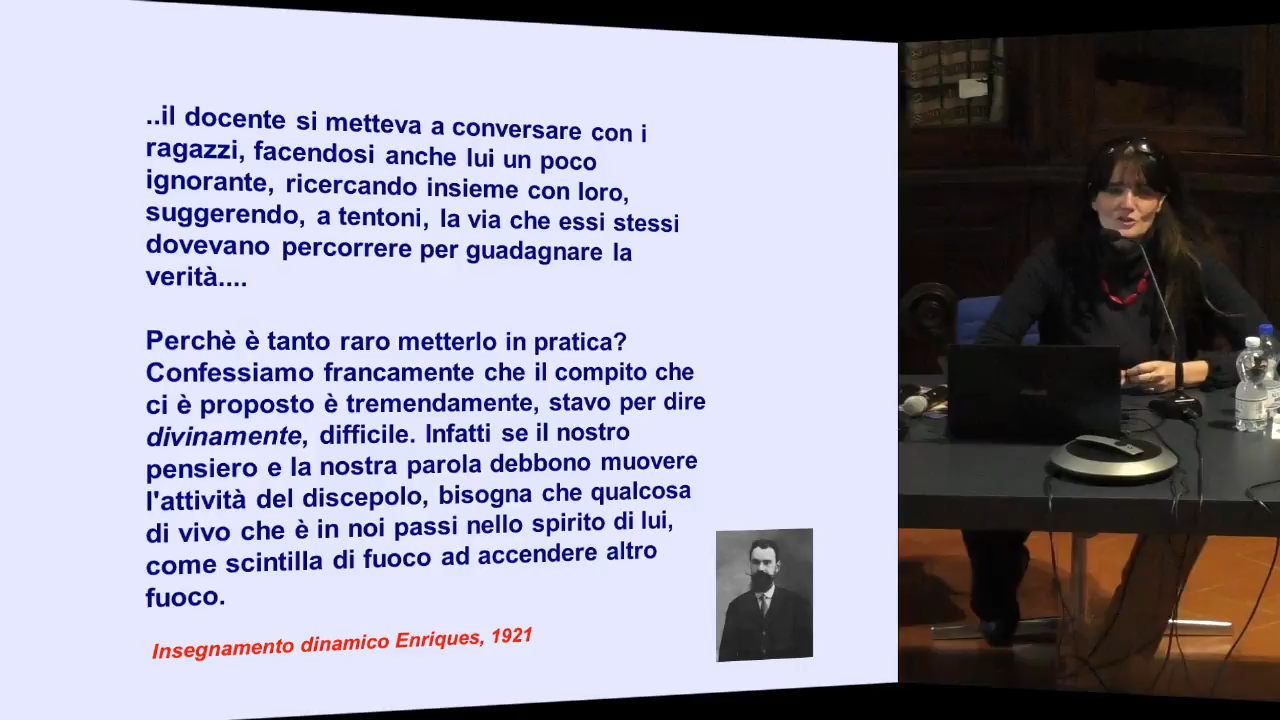 ..il docente si metteva a conversare con i
ragazzi, facendosi anche lui un poco
ignorante, ricercando insieme con loro,
suggerendo, a tentoni, la via che essi stessi
dovevano percorrere per guadagnare la
verità....
Perchè è tanto raro metterlo in pratica?
Confessiamo francamente che il compito che
ci è proposto è tremendamente, stavo per dire
divinamente, difficile. Infatti se il nostro
pensiero e la nostra parola debbono muovere
l'attività del discepolo, bisogna che qualcosa
di vivo che è in noi passi nello spirito di lui,
come scintilla di fuoco ad accendere altro
fuoco.
Insegnamento dinamico Enriques, 1921